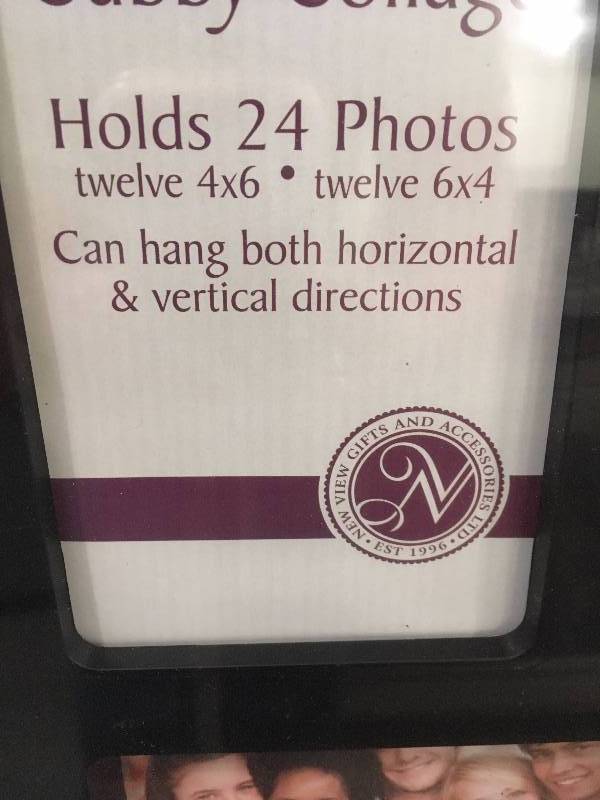 Holds 24 Photos
twelve 4x6 • twelve 6x4
Can hang both horizontal
& vertical directions
NEW VIEW GIFTS AND ACCESSORIES LTD
• EST 1996 •
N